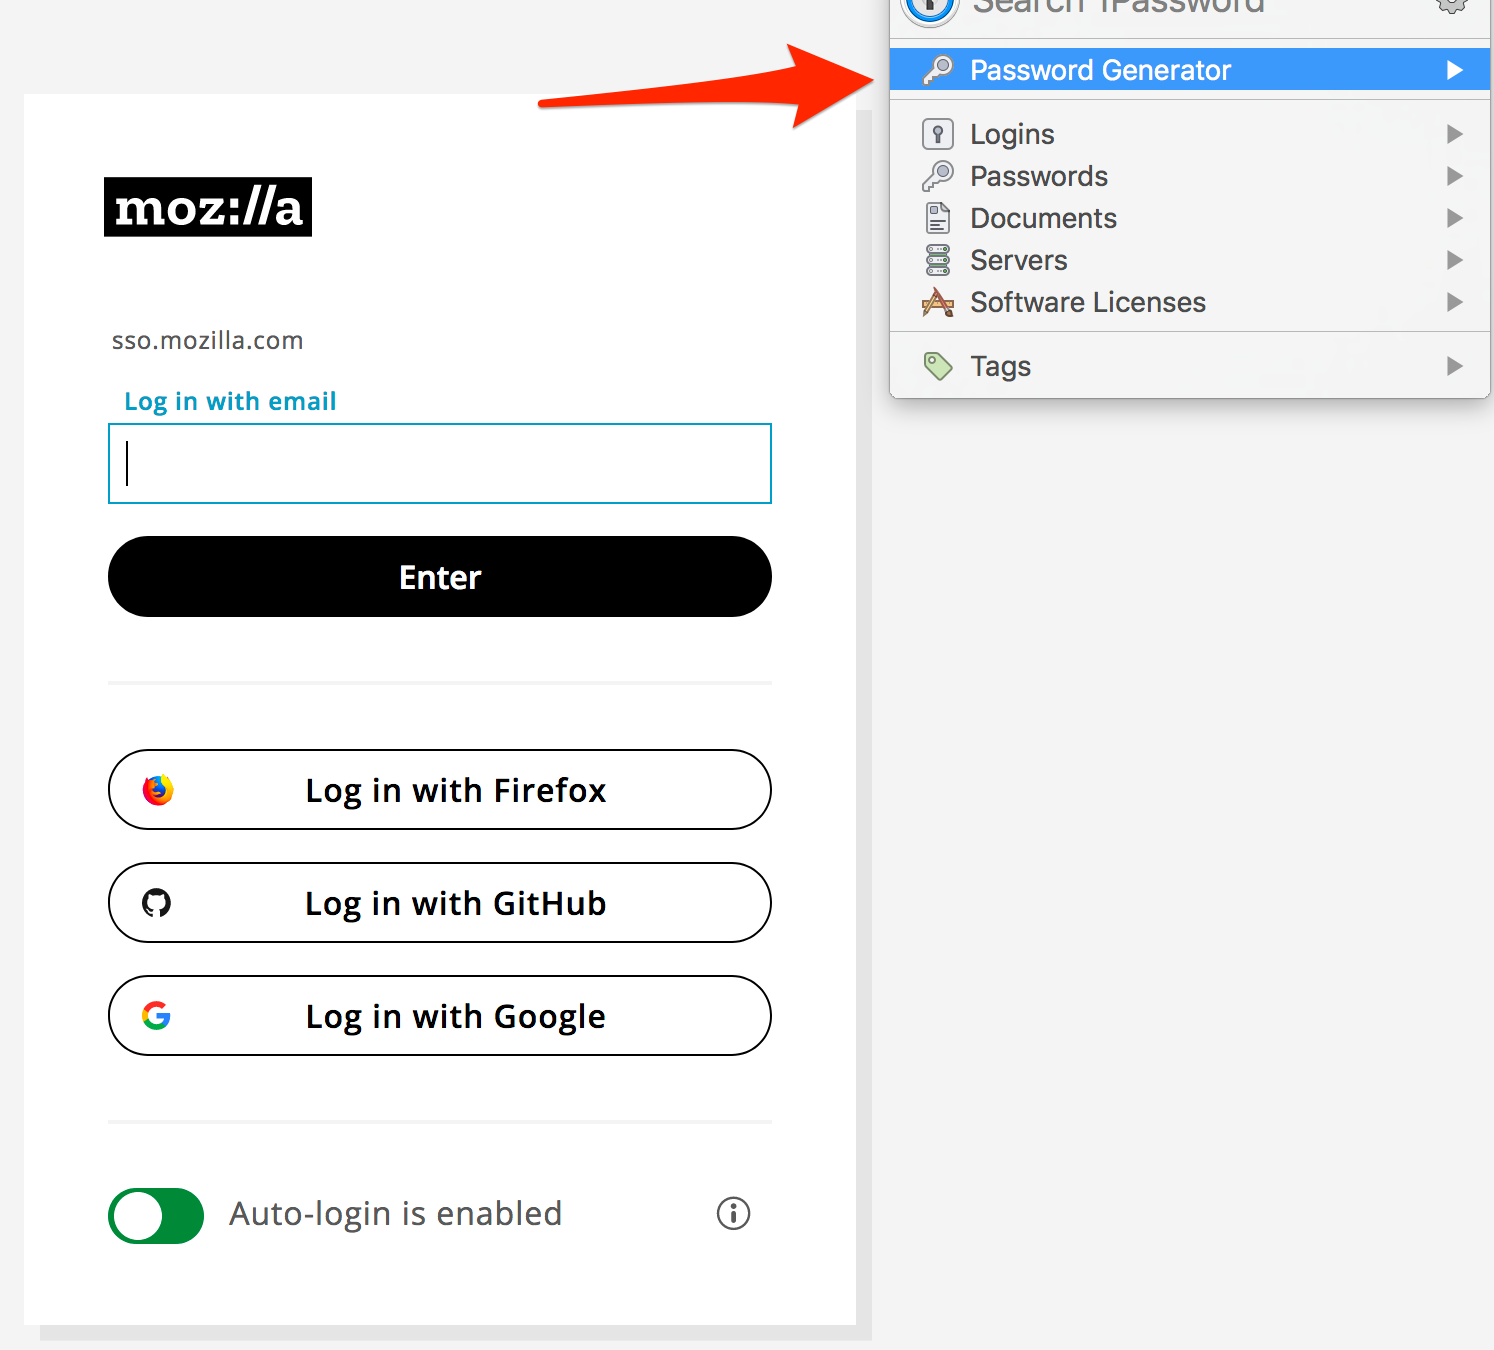 Search 1Password
Password Generator
Logins
Passwords
Documents
Servers
Software Licenses
Tags
moz://a
sso.mozilla.com
Log in with email
Enter
Log in with Firefox
Log in with GitHub
Log in with Google
Auto-login is enabled